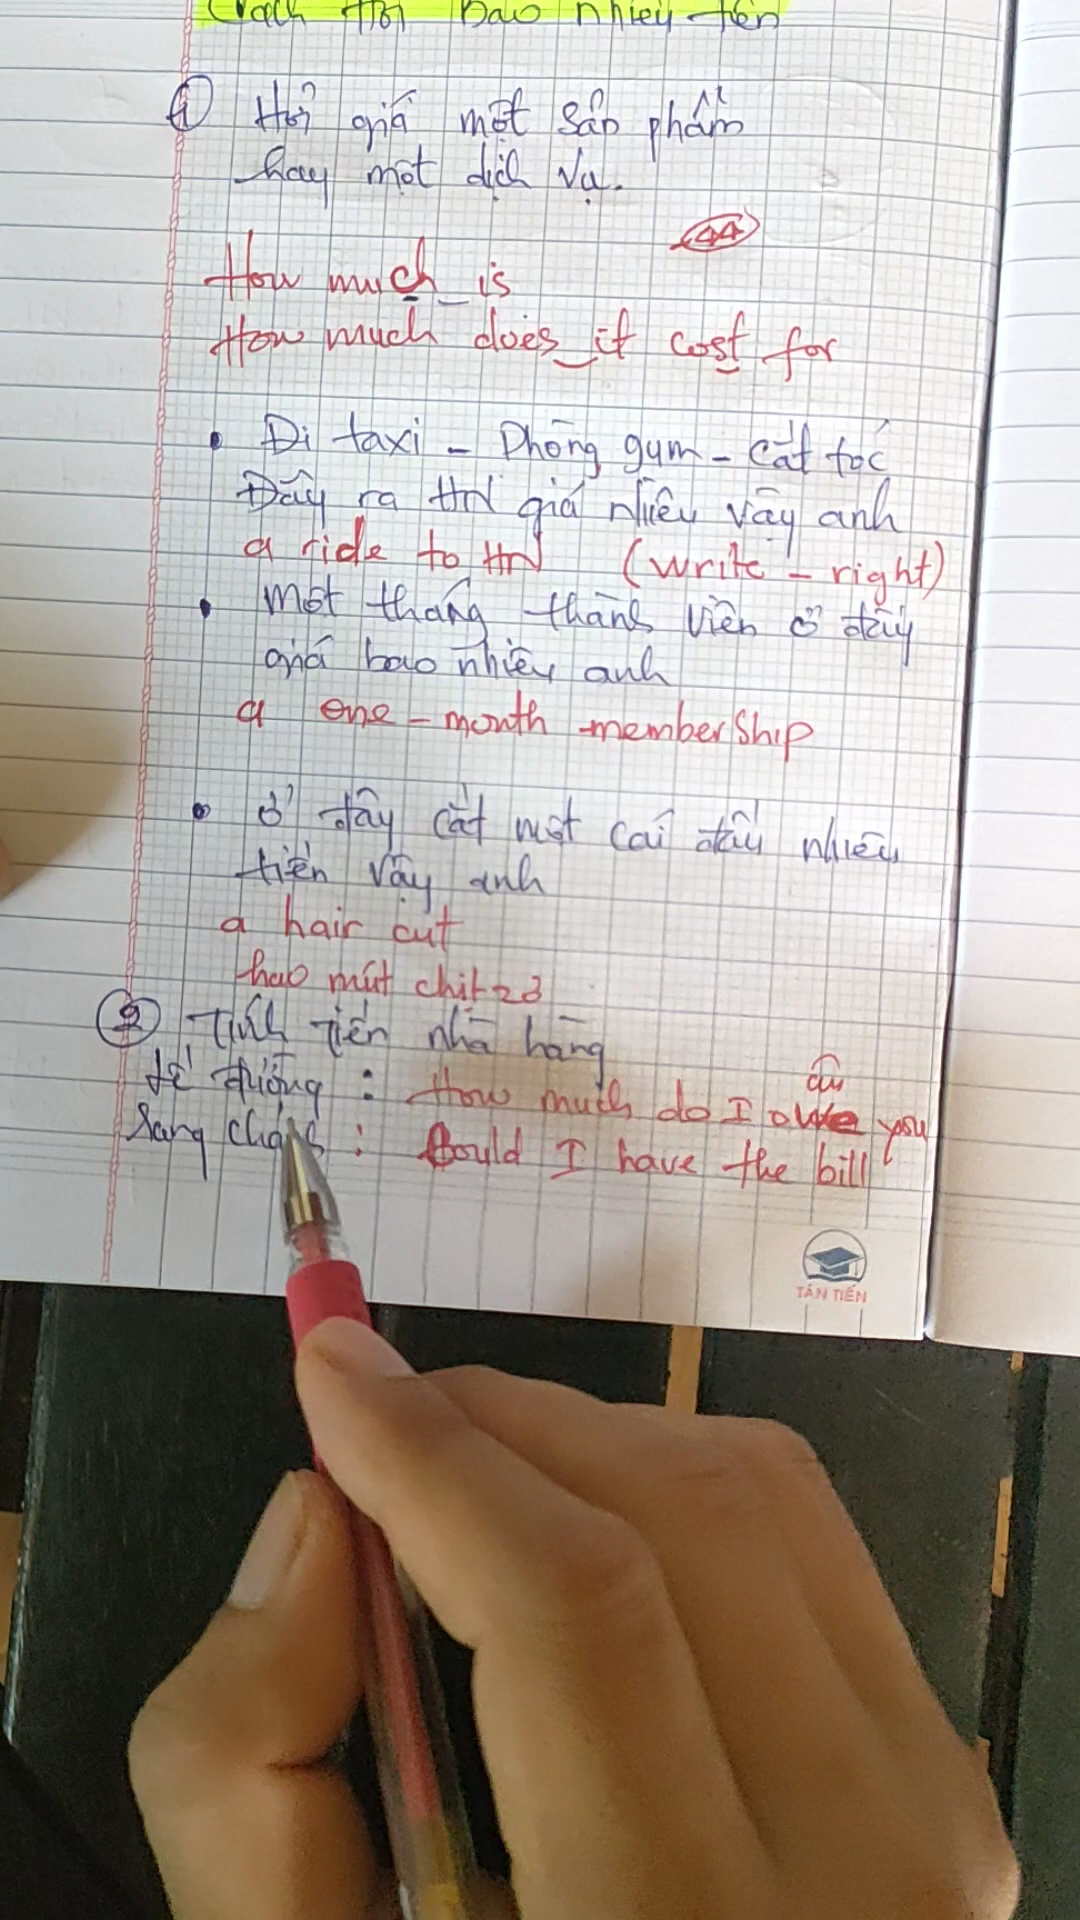 Cách hỏi bao nhiêu tiền
① Hỏi giá một sản phẩm
hay một dịch vụ.
44
How much is
How much does it cost for
• Đi taxi - Phòng gym - Cắt tóc
Đây ra HN giá nhiêu vậy anh
a ride to HN (write - right)
• một tháng thành viên ở đây
giá bao nhiêu anh
a one - month membership
• ở đây cắt một cái đầu nhiêu
tiền vậy anh
a hair cut
hao mút chit
② Tính tiền nhà hàng
lề đường : How much do I owe you
Sang chảnh : Could I have the bill
TÂN TIẾN